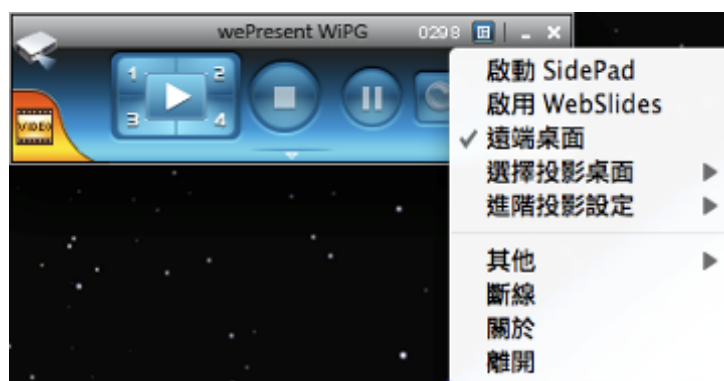 wePresent WiPG 0298
1 2
3 4
VIDEO
啟動 SidePad
啟用 WebSlides
✓ 遠端桌面
選擇投影桌面
進階投影設定
其他
斷線
關於
離開